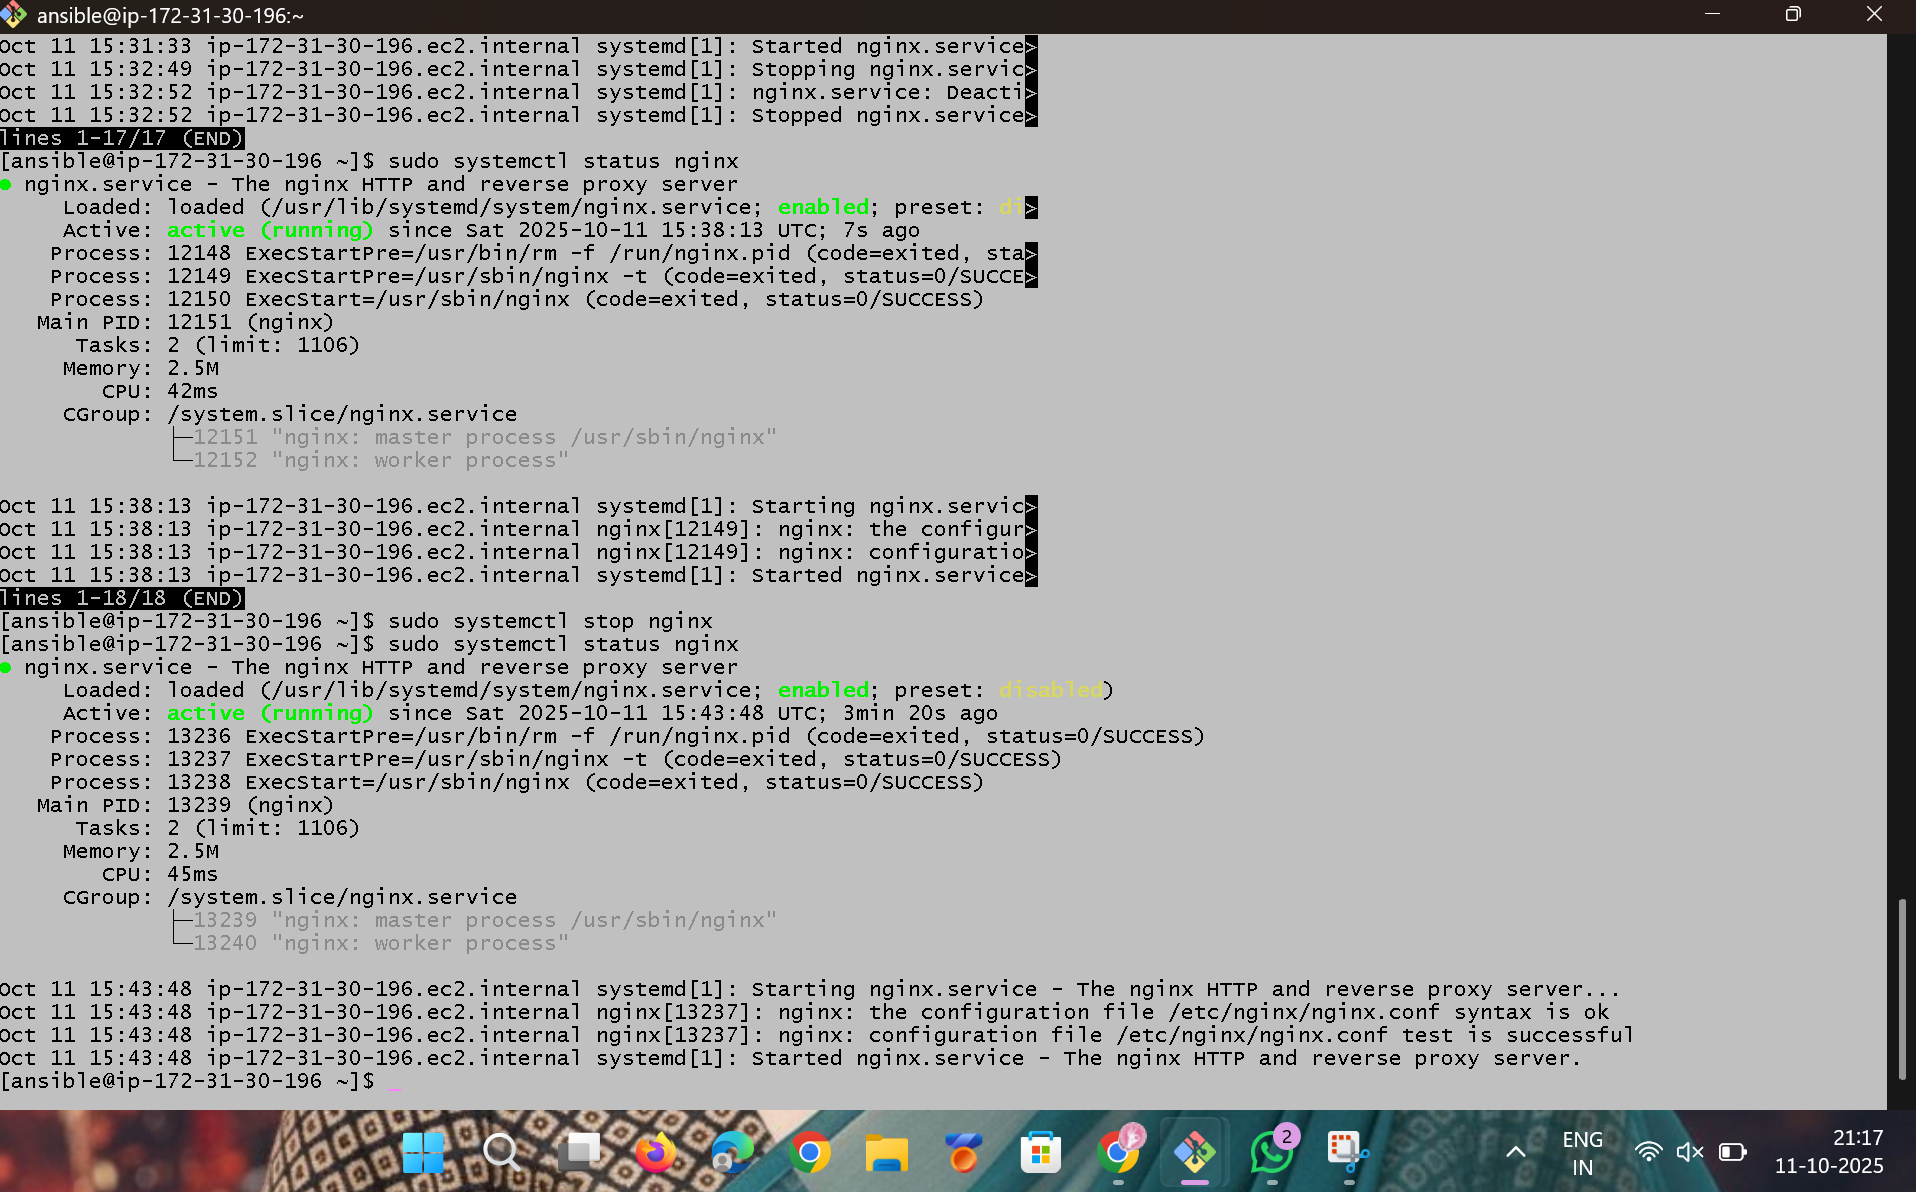 ansible@ip-172-31-30-196:~
Oct 11 15:31:33 ip-172-31-30-196.ec2.internal systemd[1]: Started nginx.service>
Oct 11 15:32:49 ip-172-31-30-196.ec2.internal systemd[1]: Stopping nginx.servic>
Oct 11 15:32:52 ip-172-31-30-196.ec2.internal systemd[1]: nginx.service: Deacti>
Oct 11 15:32:52 ip-172-31-30-196.ec2.internal systemd[1]: Stopped nginx.service>
lines 1-17/17 (END)
[ansible@ip-172-31-30-196 ~]$ sudo systemctl status nginx
● nginx.service - The nginx HTTP and reverse proxy server
     Loaded: loaded (/usr/lib/systemd/system/nginx.service; enabled; preset: di>
     Active: active (running) since Sat 2025-10-11 15:38:13 UTC; 7s ago
    Process: 12148 ExecStartPre=/usr/bin/rm -f /run/nginx.pid (code=exited, sta>
    Process: 12149 ExecStartPre=/usr/sbin/nginx -t (code=exited, status=0/SUCCE>
    Process: 12150 ExecStart=/usr/sbin/nginx (code=exited, status=0/SUCCESS)
   Main PID: 12151 (nginx)
      Tasks: 2 (limit: 1106)
     Memory: 2.5M
        CPU: 42ms
     CGroup: /system.slice/nginx.service
             ├─12151 "nginx: master process /usr/sbin/nginx"
             └─12152 "nginx: worker process"
Oct 11 15:38:13 ip-172-31-30-196.ec2.internal systemd[1]: Starting nginx.servic>
Oct 11 15:38:13 ip-172-31-30-196.ec2.internal nginx[12149]: nginx: the configur>
Oct 11 15:38:13 ip-172-31-30-196.ec2.internal nginx[12149]: nginx: configuratio>
Oct 11 15:38:13 ip-172-31-30-196.ec2.internal systemd[1]: Started nginx.service>
lines 1-18/18 (END)
[ansible@ip-172-31-30-196 ~]$ sudo systemctl stop nginx
[ansible@ip-172-31-30-196 ~]$ sudo systemctl status nginx
● nginx.service - The nginx HTTP and reverse proxy server
     Loaded: loaded (/usr/lib/systemd/system/nginx.service; enabled; preset: disabled)
     Active: active (running) since Sat 2025-10-11 15:43:48 UTC; 3min 20s ago
    Process: 13236 ExecStartPre=/usr/bin/rm -f /run/nginx.pid (code=exited, status=0/SUCCESS)
    Process: 13237 ExecStartPre=/usr/sbin/nginx -t (code=exited, status=0/SUCCESS)
    Process: 13238 ExecStart=/usr/sbin/nginx (code=exited, status=0/SUCCESS)
   Main PID: 13239 (nginx)
      Tasks: 2 (limit: 1106)
     Memory: 2.5M
        CPU: 45ms
     CGroup: /system.slice/nginx.service
             ├─13239 "nginx: master process /usr/sbin/nginx"
             └─13240 "nginx: worker process"
Oct 11 15:43:48 ip-172-31-30-196.ec2.internal systemd[1]: Starting nginx.service - The nginx HTTP and reverse proxy server...
Oct 11 15:43:48 ip-172-31-30-196.ec2.internal nginx[13237]: nginx: the configuration file /etc/nginx/nginx.conf syntax is ok
Oct 11 15:43:48 ip-172-31-30-196.ec2.internal nginx[13237]: nginx: configuration file /etc/nginx/nginx.conf test is successful
Oct 11 15:43:48 ip-172-31-30-196.ec2.internal systemd[1]: Started nginx.service - The nginx HTTP and reverse proxy server.
[ansible@ip-172-31-30-196 ~]$ _
2
ENG
IN
21:17
11-10-2025